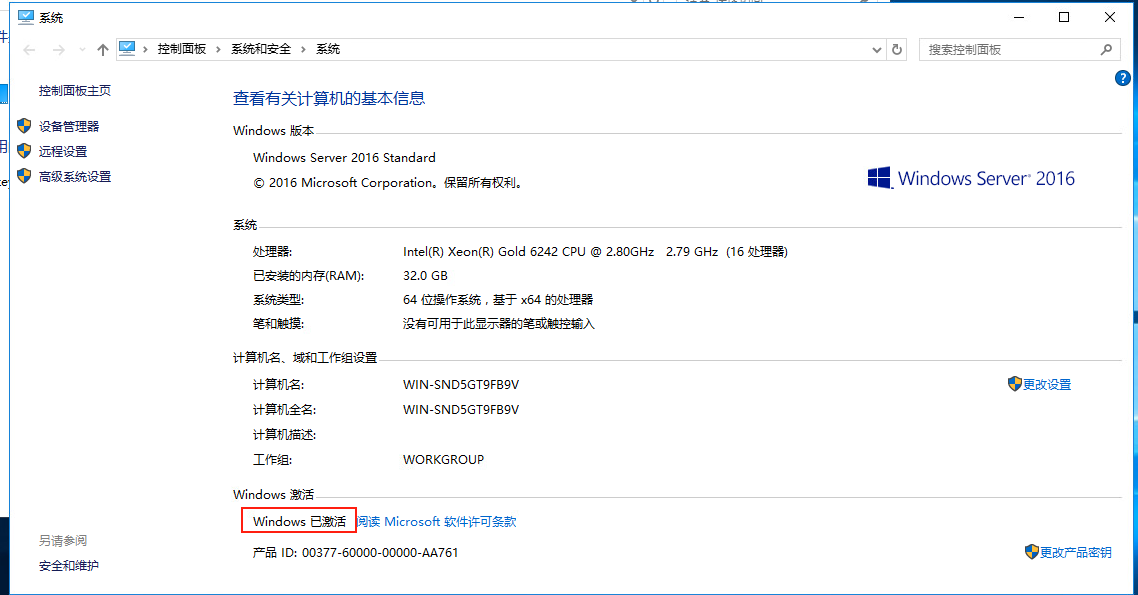 系统
控制面板 系统和安全 系统
搜索控制面板
?
控制面板主页
设备管理器
远程设置
高级系统设置
查看有关计算机的基本信息
Windows 版本
Windows Server 2016 Standard
© 2016 Microsoft Corporation。保留所有权利。
Windows Server® 2016
系统
处理器: Intel(R) Xeon(R) Gold 6242 CPU @ 2.80GHz 2.79 GHz (16 处理器)
已安装的内存(RAM): 32.0 GB
系统类型: 64 位操作系统，基于 x64 的处理器
笔和触摸: 没有可用于此显示器的笔或触控输入
计算机名、域和工作组设置
计算机名: WIN-SND5GT9FB9V
更改设置
计算机全名: WIN-SND5GT9FB9V
计算机描述:
工作组: WORKGROUP
Windows 激活
Windows 已激活 阅读 Microsoft 软件许可条款
产品 ID: 00377-60000-00000-AA761
更改产品密钥
另请参阅
安全和维护